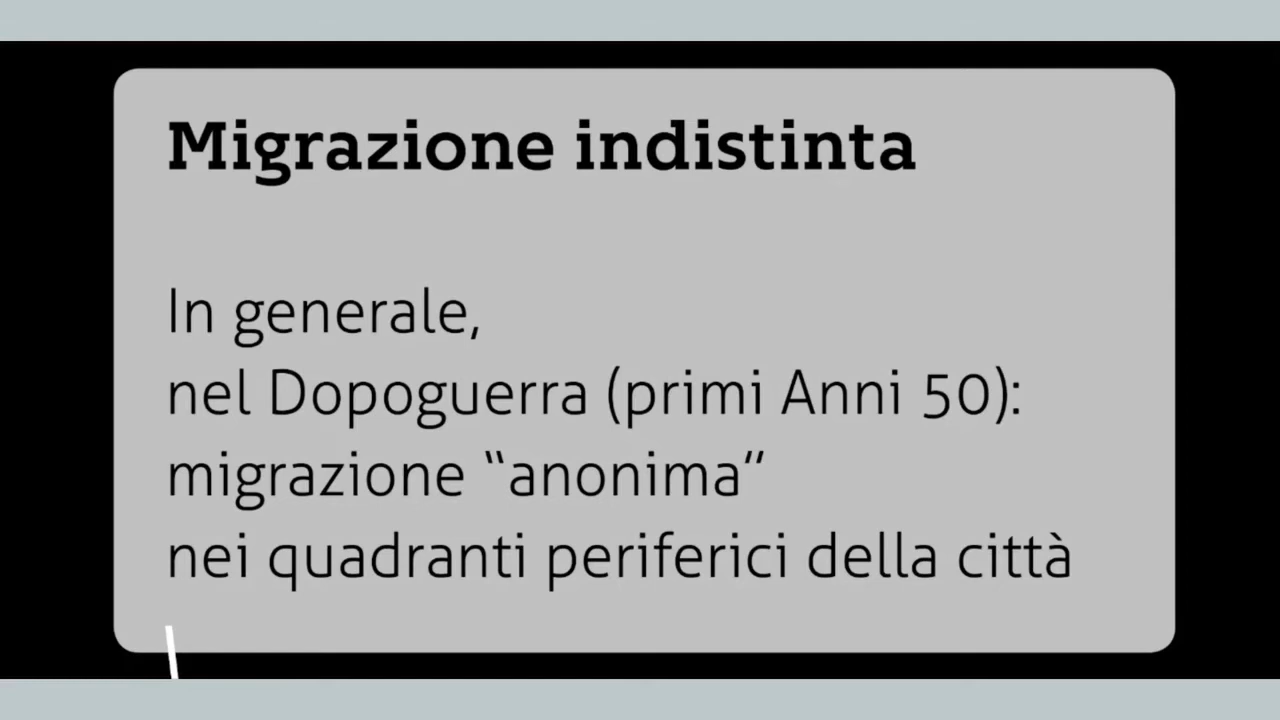 Migrazione indistinta
In generale,
nel Dopoguerra (primi Anni 50):
migrazione “anonima”
nei quadranti periferici della città